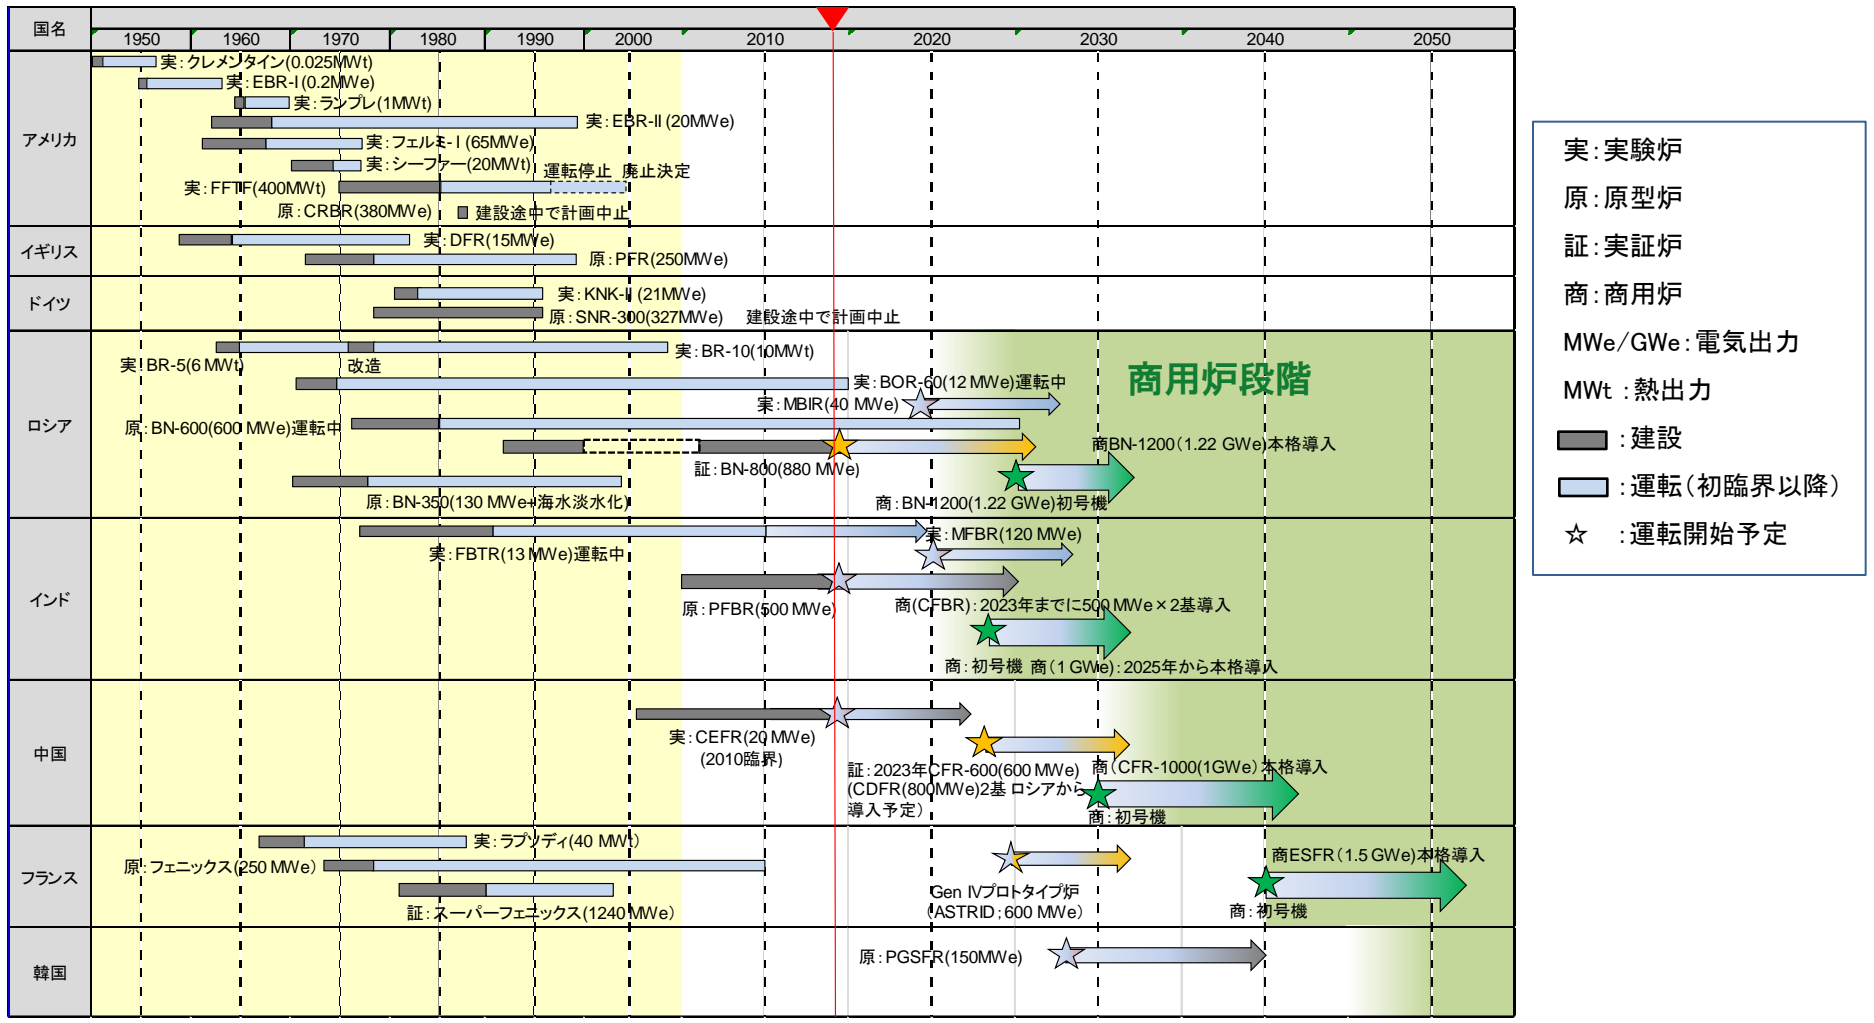 国名
1950 1960 1970 1980 1990 2000 2010 2020 2030 2040 2050
アメリカ
実:クレメンタイン(0.025MWt)
実:EBR-I(0.2MWe)
実:ランプレ(1MWt)
実:EBR-II(20MWe)
実:フェルミ-I(65MWe)
実:シーファー(20MWt)
運転停止 廃止決定
実:FFTF(400MWt)
原:CRBR(380MWe) 建設途中で計画中止
イギリス
実:DFR(15MWe)
原:PFR(250MWe)
ドイツ
実:KNK-II(21MWe)
原:SNR-300(327MWe) 建設途中で計画中止
ロシア
商用炉段階
実:BR-10(10MWt)
実:BR-5(6 MWt) 改造
実:BOR-60(12 MWe)運転中
実:MBIR(40 MWe)
原:BN-600(600 MWe)運転中
商BN-1200(1.22 GWe)本格導入
証:BN-800(880 MWe)
原:BN-350(130 MWe+海水淡水化)
商:BN-1200(1.22 GWe)初号機
インド
実:MFBR(120 MWe)
実:FBTR(13 MWe)運転中
原:PFBR(500 MWe)
商(CFBR):2023年までに500 MWe×2基導入
商:初号機 商(1 GWe):2025年から本格導入
中国
実:CEFR(20 MWe)
(2010臨界)
証:2023年CFR-600(600 MWe)
(CDFR(800MWe)2基 ロシアから
導入予定)
商(CFR-1000(1GWe)本格導入
商:初号機
フランス
実:ラプソディ(40 MWt)
原:フェニックス(250 MWe)
証:スーパーフェニックス(1240 MWe)
Gen IVプロトタイプ炉
(ASTRID:600 MWe)
商ESFR(1.5 GWe)本格導入
商:初号機
韓国
原:PGSFR(150MWe)
実:実験炉
原:原型炉
証:実証炉
商:商用炉
MWe/GWe:電気出力
MWt :熱出力
:建設
:運転(初臨界以降)
☆ :運転開始予定